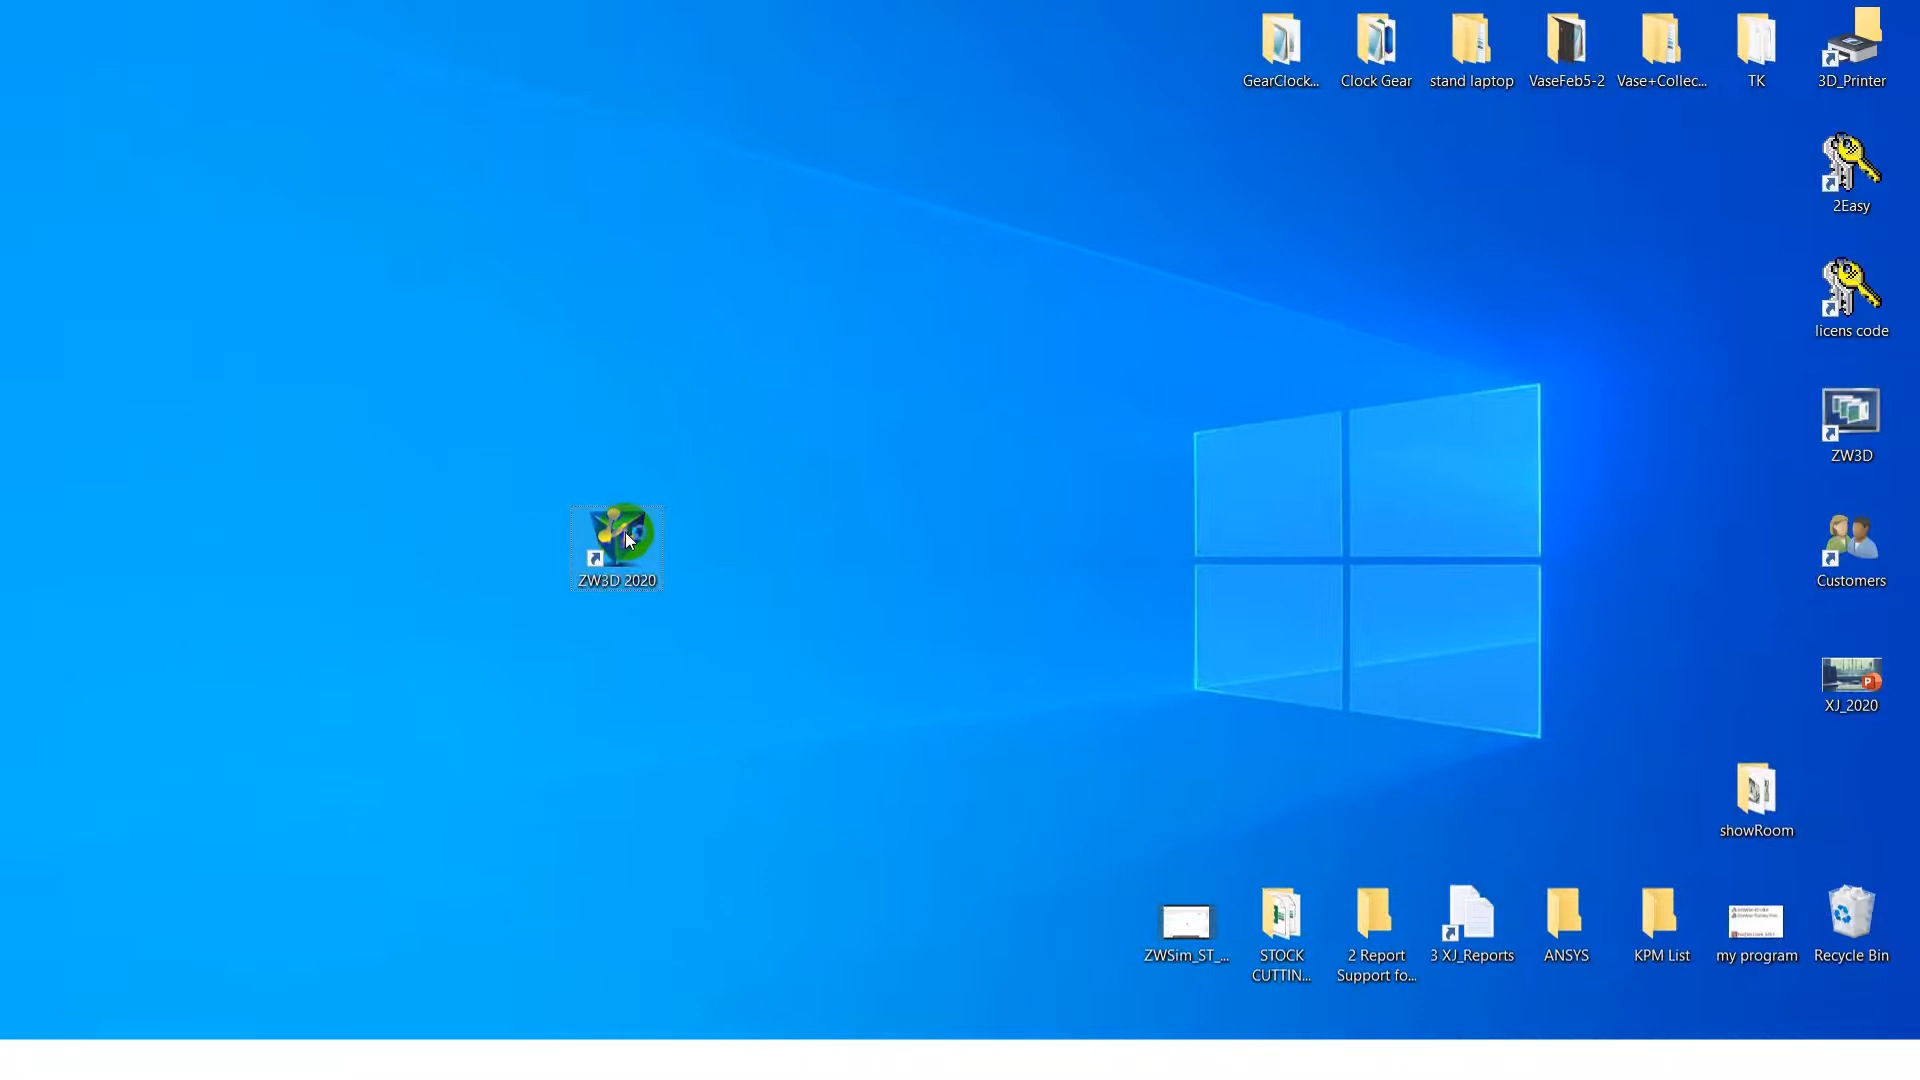 GearClock...
Clock Gear
stand laptop
VaseFeb5-2
Vase+Collec...
TK
3D_Printer
2Easy
licens code
ZW3D
ZW3D 2020
Customers
XJ_2020
showRoom
ZWSim_ST_...
STOCK
CUTTIN...
2 Report
Support fo...
3 XJ_Reports
ANSYS
KPM List
my program
Recycle Bin